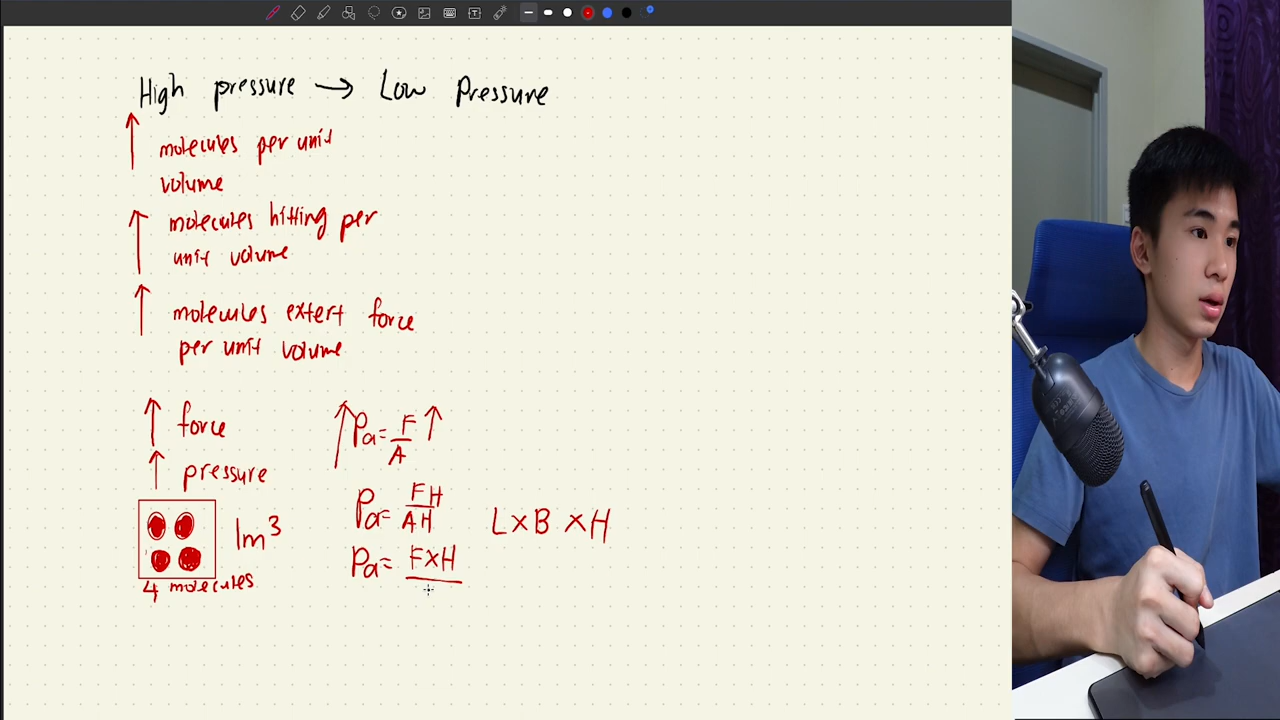 High pressure → Low Pressure
↑ molecules per unit
volume
↑ molecules hitting per
unit volume
↑ molecules extert force
per unit volume
↑ force
↑ pressure
1m³
4 molecules
↑ Pa = F/A ↑
Pa = FH/AH
L × B × H
Pa = F×H